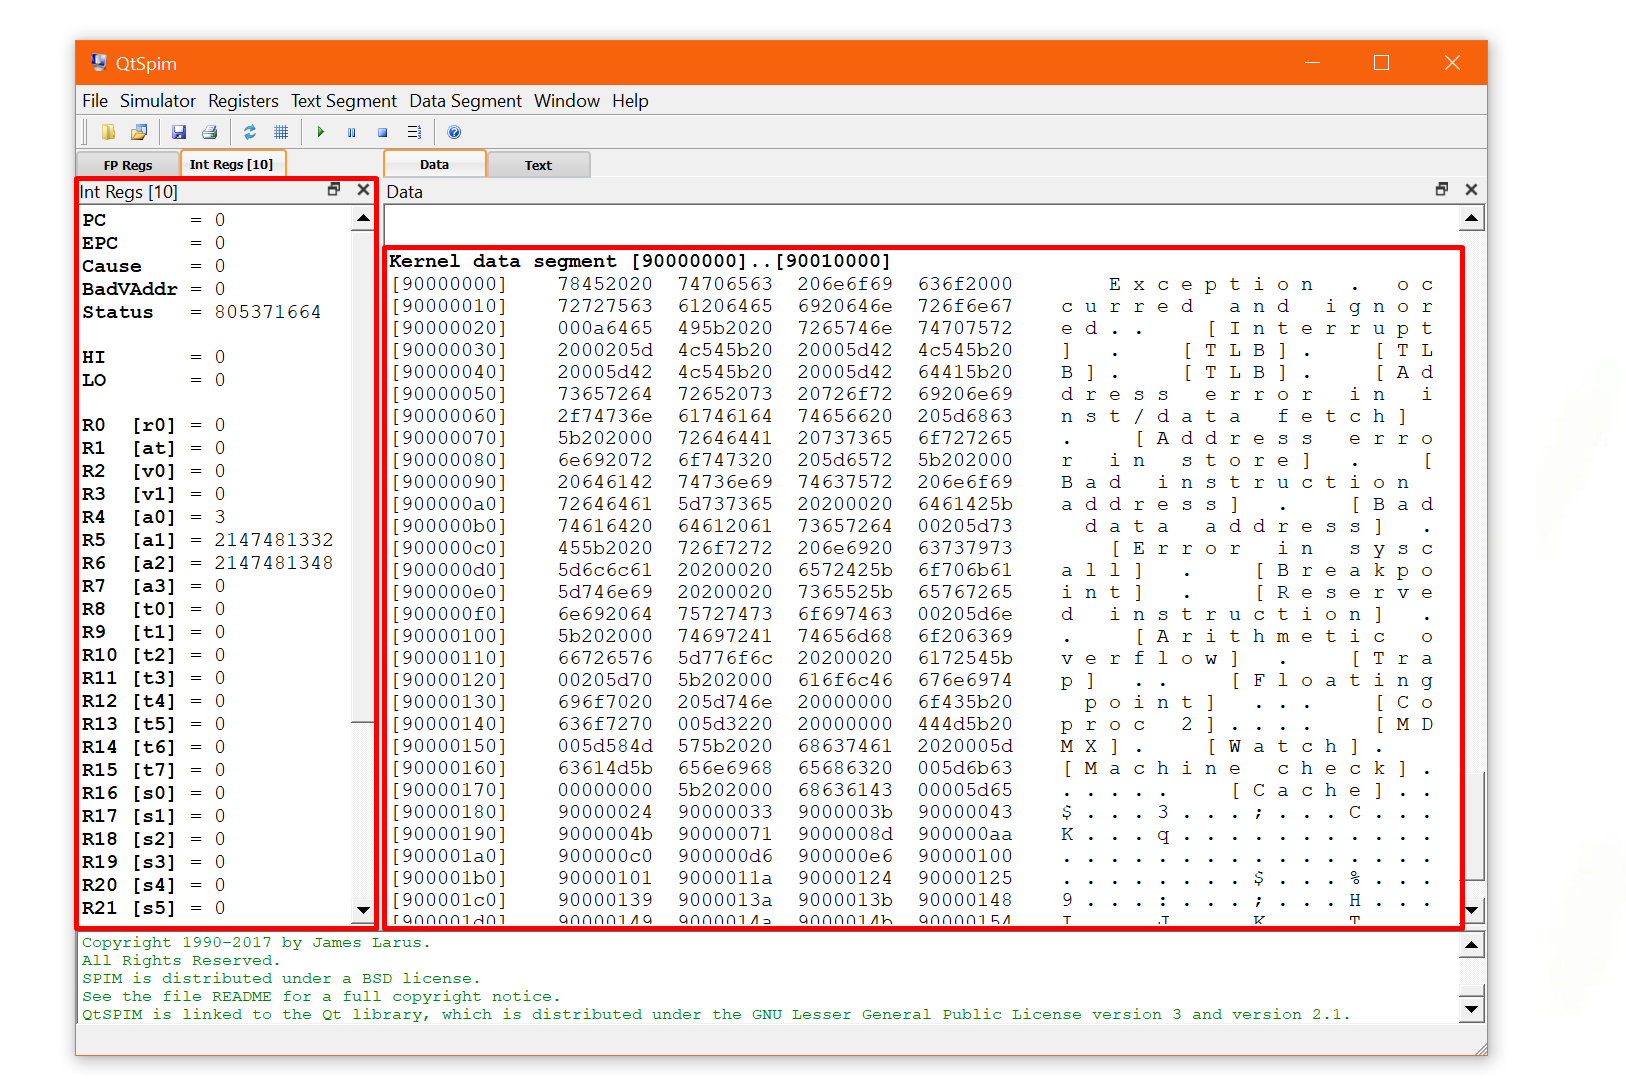 QtSpim
File Simulator Registers Text Segment Data Segment Window Help
FP Regs Int Regs [10] Data Text
Int Regs [10]
PC = 0
EPC = 0
Cause = 0
BadVAddr = 0
Status = 805371664
HI = 0
LO = 0
R0 [r0] = 0
R1 [at] = 0
R2 [v0] = 0
R3 [v1] = 0
R4 [a0] = 3
R5 [a1] = 2147481332
R6 [a2] = 2147481348
R7 [a3] = 0
R8 [t0] = 0
R9 [t1] = 0
R10 [t2] = 0
R11 [t3] = 0
R12 [t4] = 0
R13 [t5] = 0
R14 [t6] = 0
R15 [t7] = 0
R16 [s0] = 0
R17 [s1] = 0
R18 [s2] = 0
R19 [s3] = 0
R20 [s4] = 0
R21 [s5] = 0
Data
Kernel data segment [90000000]..[90010000]
[90000000] 78452020 74706563 206e6f69 636f2000 E x c e p t i o n . o c
[90000010] 72727563 61206465 6920646e 726f6e67 c u r r e d a n d i g n o r
[90000020] 000a6465 495b2020 7265746e 74707572 e d . . [ I n t e r r u p t
[90000030] 2000205d 4c545b20 20005d42 4c545b20 ] . [ T L B ] . [ T L
[90000040] 20005d42 4c545b20 20005d42 64415b20 B ] . [ T L B ] . [ A d
[90000050] 73657264 72652073 20726f72 69206e69 d r e s s e r r o r i n i
[90000060] 2f74736e 61746164 74656620 205d6863 n s t / d a t a f e t c h ]
[90000070] 5b202000 72646441 20737365 6f727265 . [ A d d r e s s e r r o
[90000080] 6e692072 6f747320 205d6572 5b202000 r i n s t o r e ] . [
[90000090] 20646142 74736e69 74637572 206e6f69 B a d i n s t r u c t i o n
[900000a0] 72646461 5d737365 20200020 6461425b a d d r e s s ] . [ B a d
[900000b0] 74616420 64612061 73657264 00205d73 d a t a a d d r e s s ] .
[900000c0] 455b2020 726f7272 206e6920 63737973 [ E r r o r i n s y s c
[900000d0] 5d6c6c61 20200020 6572425b 6f706b61 a l l ] . [ B r e a k p o
[900000e0] 5d746e69 20200020 7365525b 65767265 i n t ] . [ R e s e r v e
[900000f0] 6e692064 75727473 6f697463 00205d6e d i n s t r u c t i o n ] .
[90000100] 5b202000 74697241 74656d68 6f206369 . [ A r i t h m e t i c o
[90000110] 66726576 5d776f6c 20200020 6172545b v e r f l o w ] . [ T r a
[90000120] 00205d70 5b202000 616f6c46 676e6974 p ] . . [ F l o a t i n g
[90000130] 696f7020 205d746e 20000000 6f435b20 p o i n t ] . . . [ C o
[90000140] 636f7270 005d3220 20000000 444d5b20 p r o c 2 ] . . . . [ M D
[90000150] 005d584d 575b2020 68637461 2020005d M X ] . [ W a t c h ] .
[90000160] 63614d5b 656e6968 65686320 005d6b63 [ M a c h i n e c h e c k ] .
[90000170] 00000000 5b202000 68636143 00005d65 . . . . . [ C a c h e ] . .
[90000180] 90000024 90000033 9000003b 90000043 $ . . . 3 . . . ; . . . C . . .
[90000190] 9000004b 90000071 9000008d 900000aa K . . . q . . . . . . . . . . .
[900001a0] 900000c0 900000d6 900000e6 90000100 . . . . . . . . . . . . . . . .
[900001b0] 90000101 9000011a 90000124 90000125 . . . . . . . . $ . . . % . . .
[900001c0] 90000139 9000013a 9000013b 90000148 9 . . . : . . . ; . . . H . . .
[900001d0] 90000149 9000014a 9000014b 90000154 I J K T
Copyright 1990-2017 by James Larus.
All Rights Reserved.
SPIM is distributed under a BSD license.
See the file README for a full copyright notice.
QtSPIM is linked to the Qt library, which is distributed under the GNU Lesser General Public License version 3 and version 2.1.